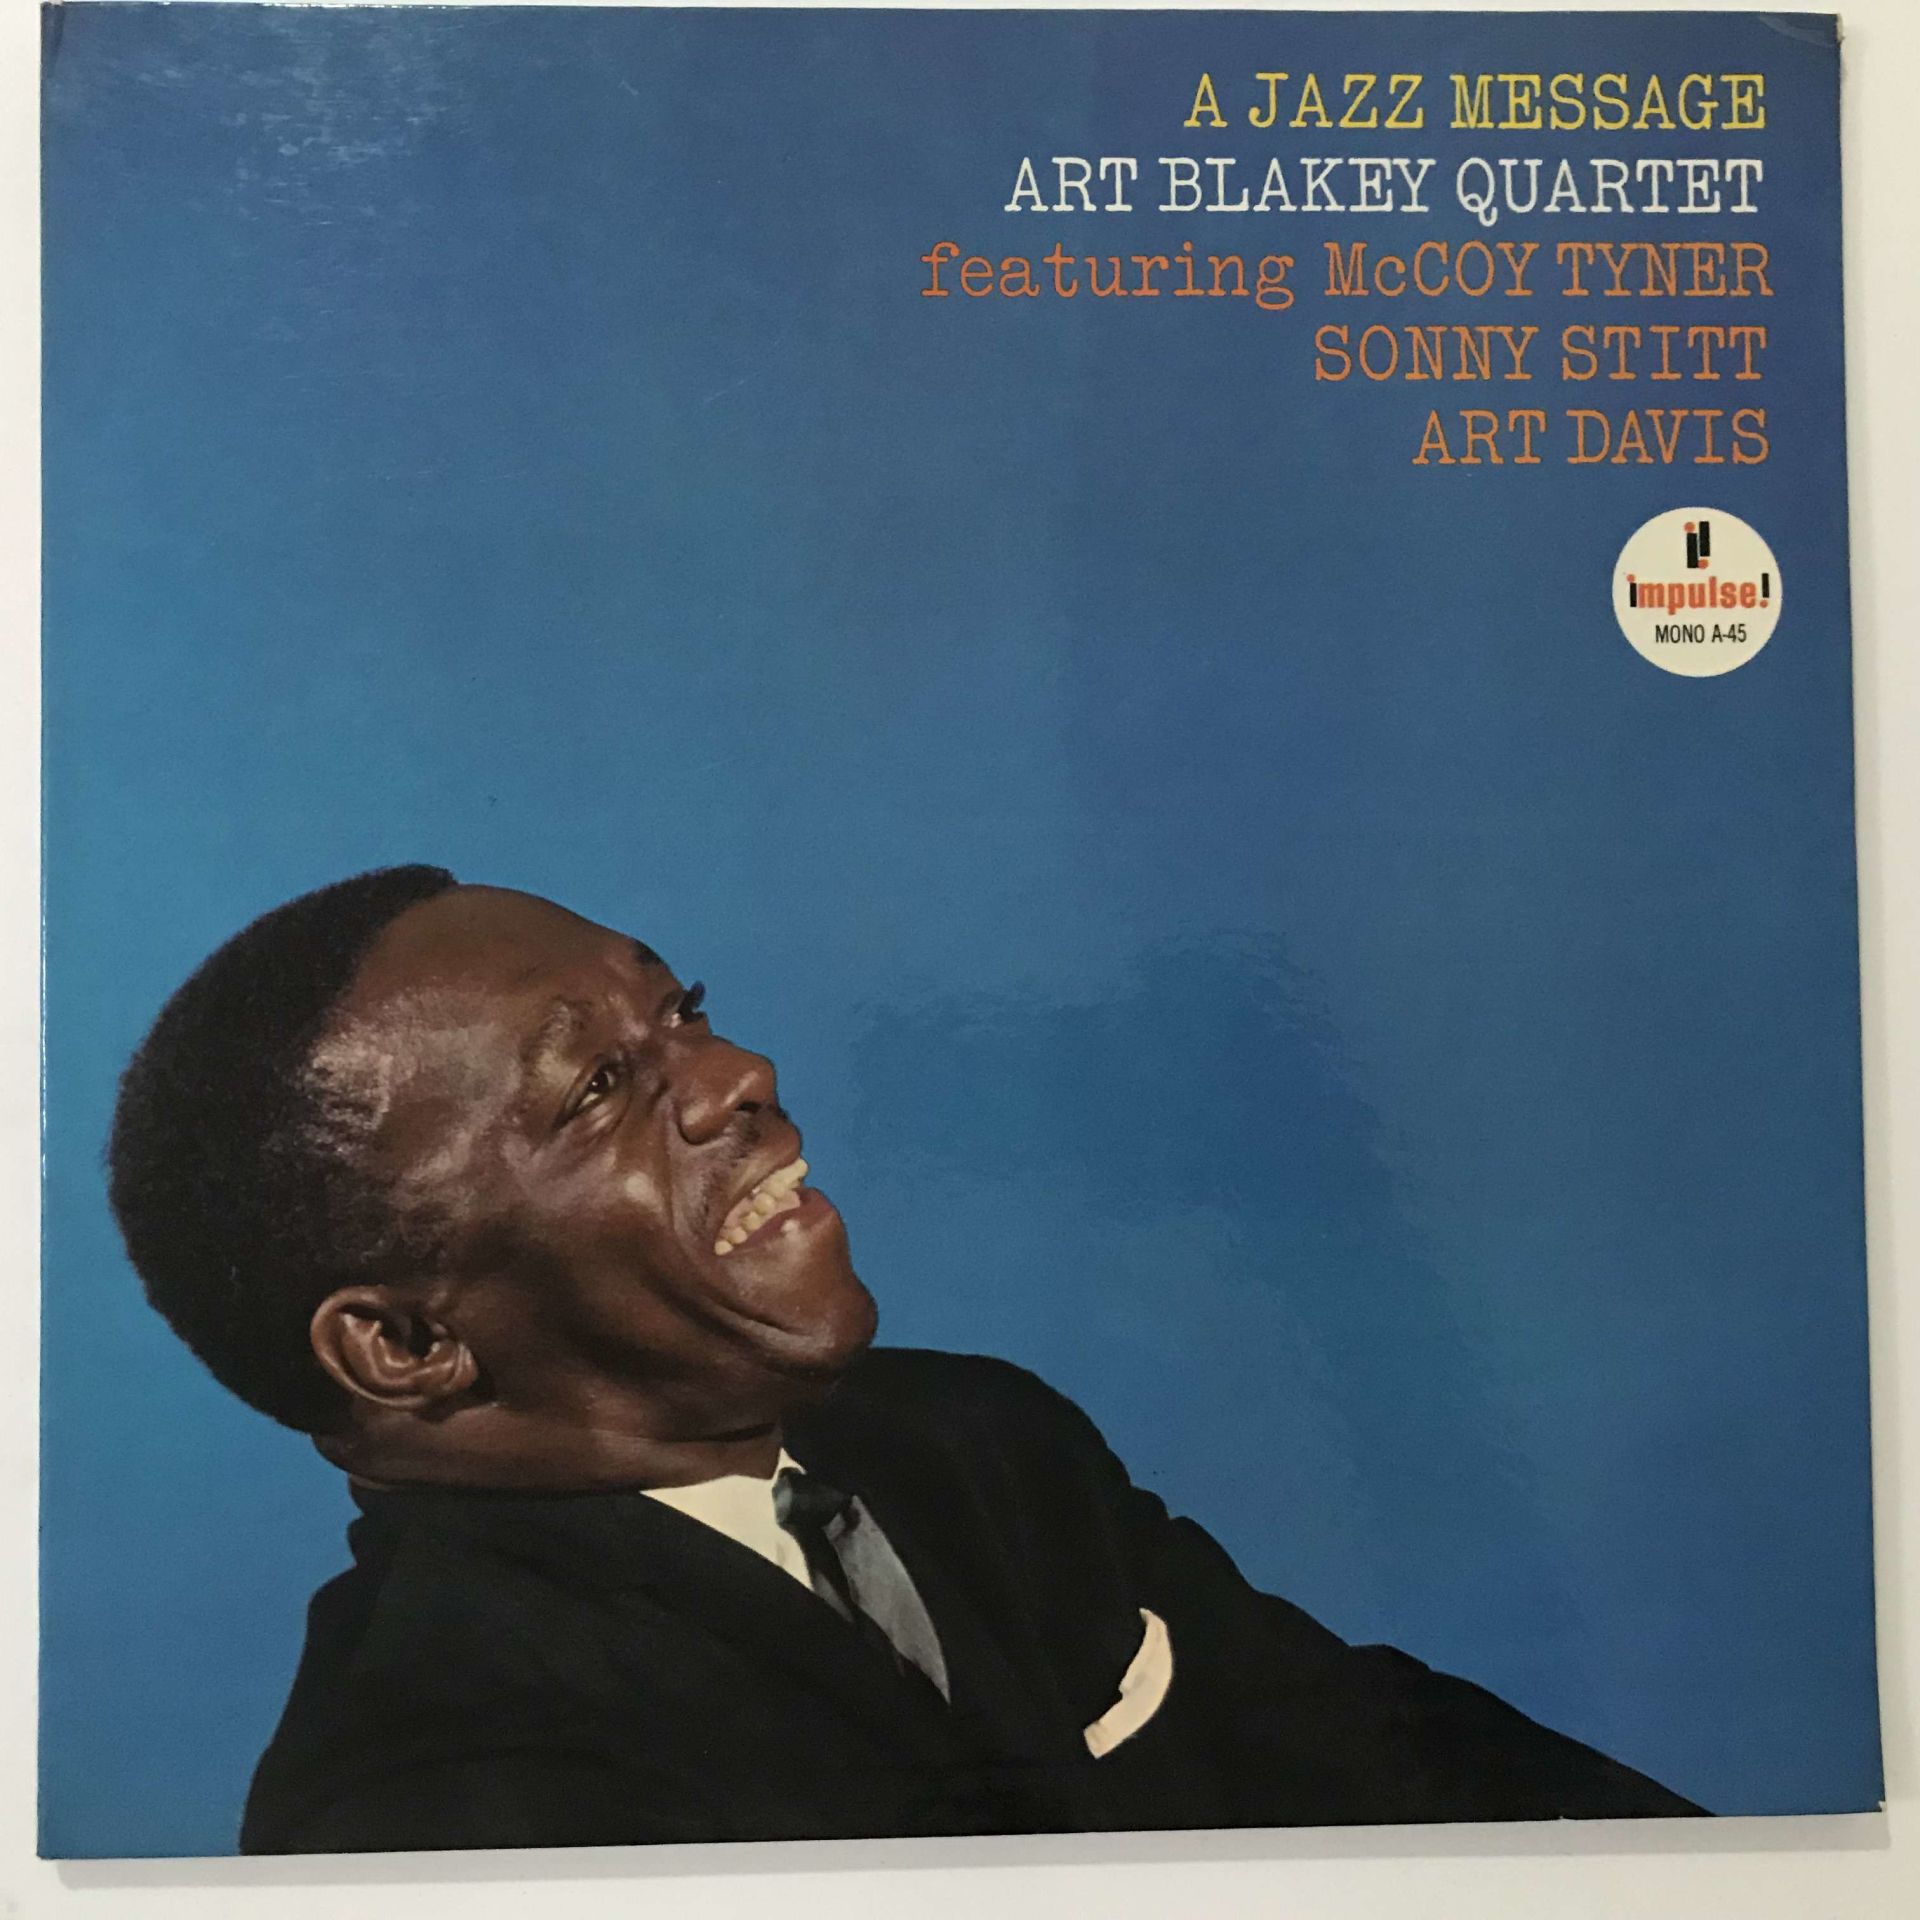 A JAZZ MESSAGE
ART BLAKEY QUARTET
featuring McCOY TYNER
SONNY STITT
ART DAVIS
impulse!
MONO A-45